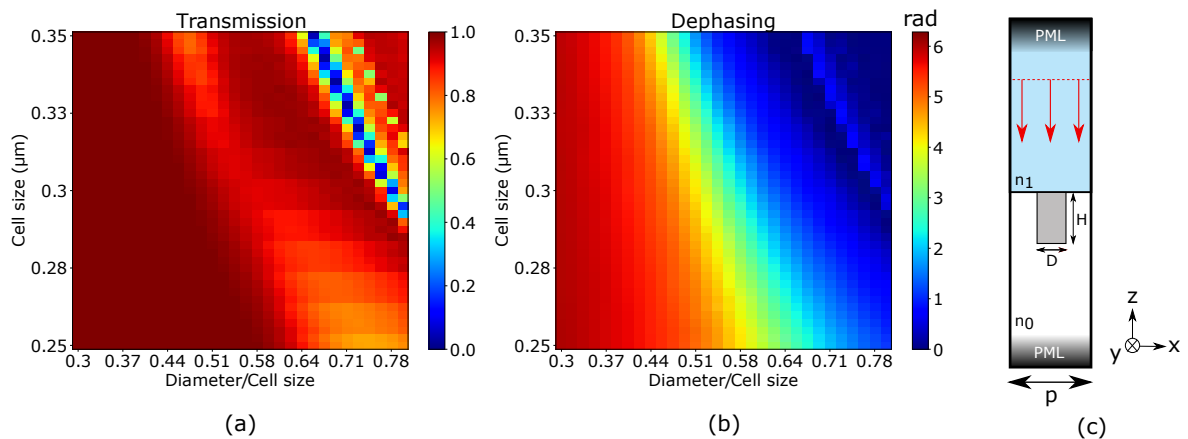 Transmission
0.35
0.33
0.3
0.28
0.25
Cell size (μm)
0.3 0.37 0.44 0.51 0.58 0.64 0.71 0.78
Diameter/Cell size
1.0
0.8
0.6
0.4
0.2
0.0
(a)
Dephasing
0.35
0.33
0.3
0.28
0.25
Cell size (μm)
0.3 0.37 0.44 0.51 0.58 0.64 0.71 0.78
Diameter/Cell size
rad
6
5
4
3
2
1
0
(b)
PML
n1
H
D
n0
PML
p
z
y
x
(c)